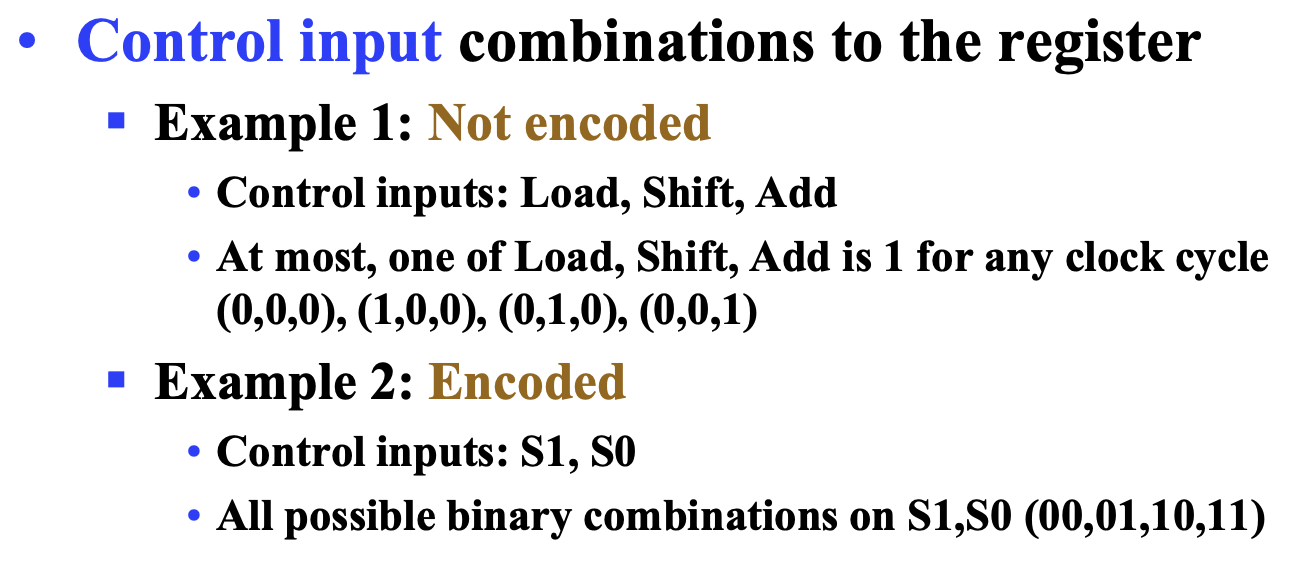 • Control input combinations to the register
▪ Example 1: Not encoded
• Control inputs: Load, Shift, Add
• At most, one of Load, Shift, Add is 1 for any clock cycle
(0,0,0), (1,0,0), (0,1,0), (0,0,1)
▪ Example 2: Encoded
• Control inputs: S1, S0
• All possible binary combinations on S1,S0 (00,01,10,11)